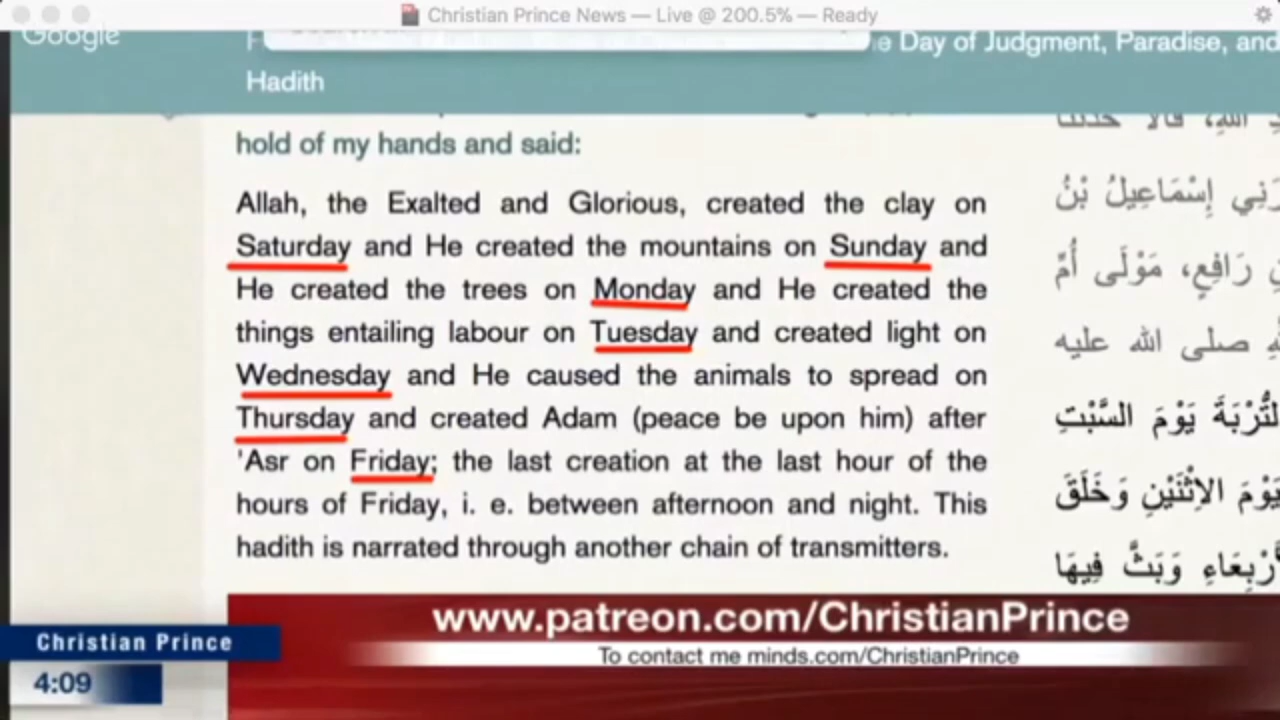 Christian Prince News — Live @ 200.5% — Ready
Google
e Day of Judgment, Paradise, and
Hadith
hold of my hands and said:
Allah, the Exalted and Glorious, created the clay on
Saturday and He created the mountains on Sunday and
He created the trees on Monday and He created the
things entailing labour on Tuesday and created light on
Wednesday and He caused the animals to spread on
Thursday and created Adam (peace be upon him) after
'Asr on Friday; the last creation at the last hour of the
hours of Friday, i. e. between afternoon and night. This
hadith is narrated through another chain of transmitters.
رَنِي إِسْمَاعِيلُ بْنُ
رَافِعٍ، مَوْلَى أُمِّ
صلى الله عليه
التُّرْبَةَ يَوْمَ السَّبْتِ
يَوْمَ الاِثْنَيْنِ وَخَلَقَ
أَرْبِعَاءِ وَبَثَّ فِيهَا
www.patreon.com/ChristianPrince
To contact me minds.com/ChristianPrince
Christian Prince
4:09